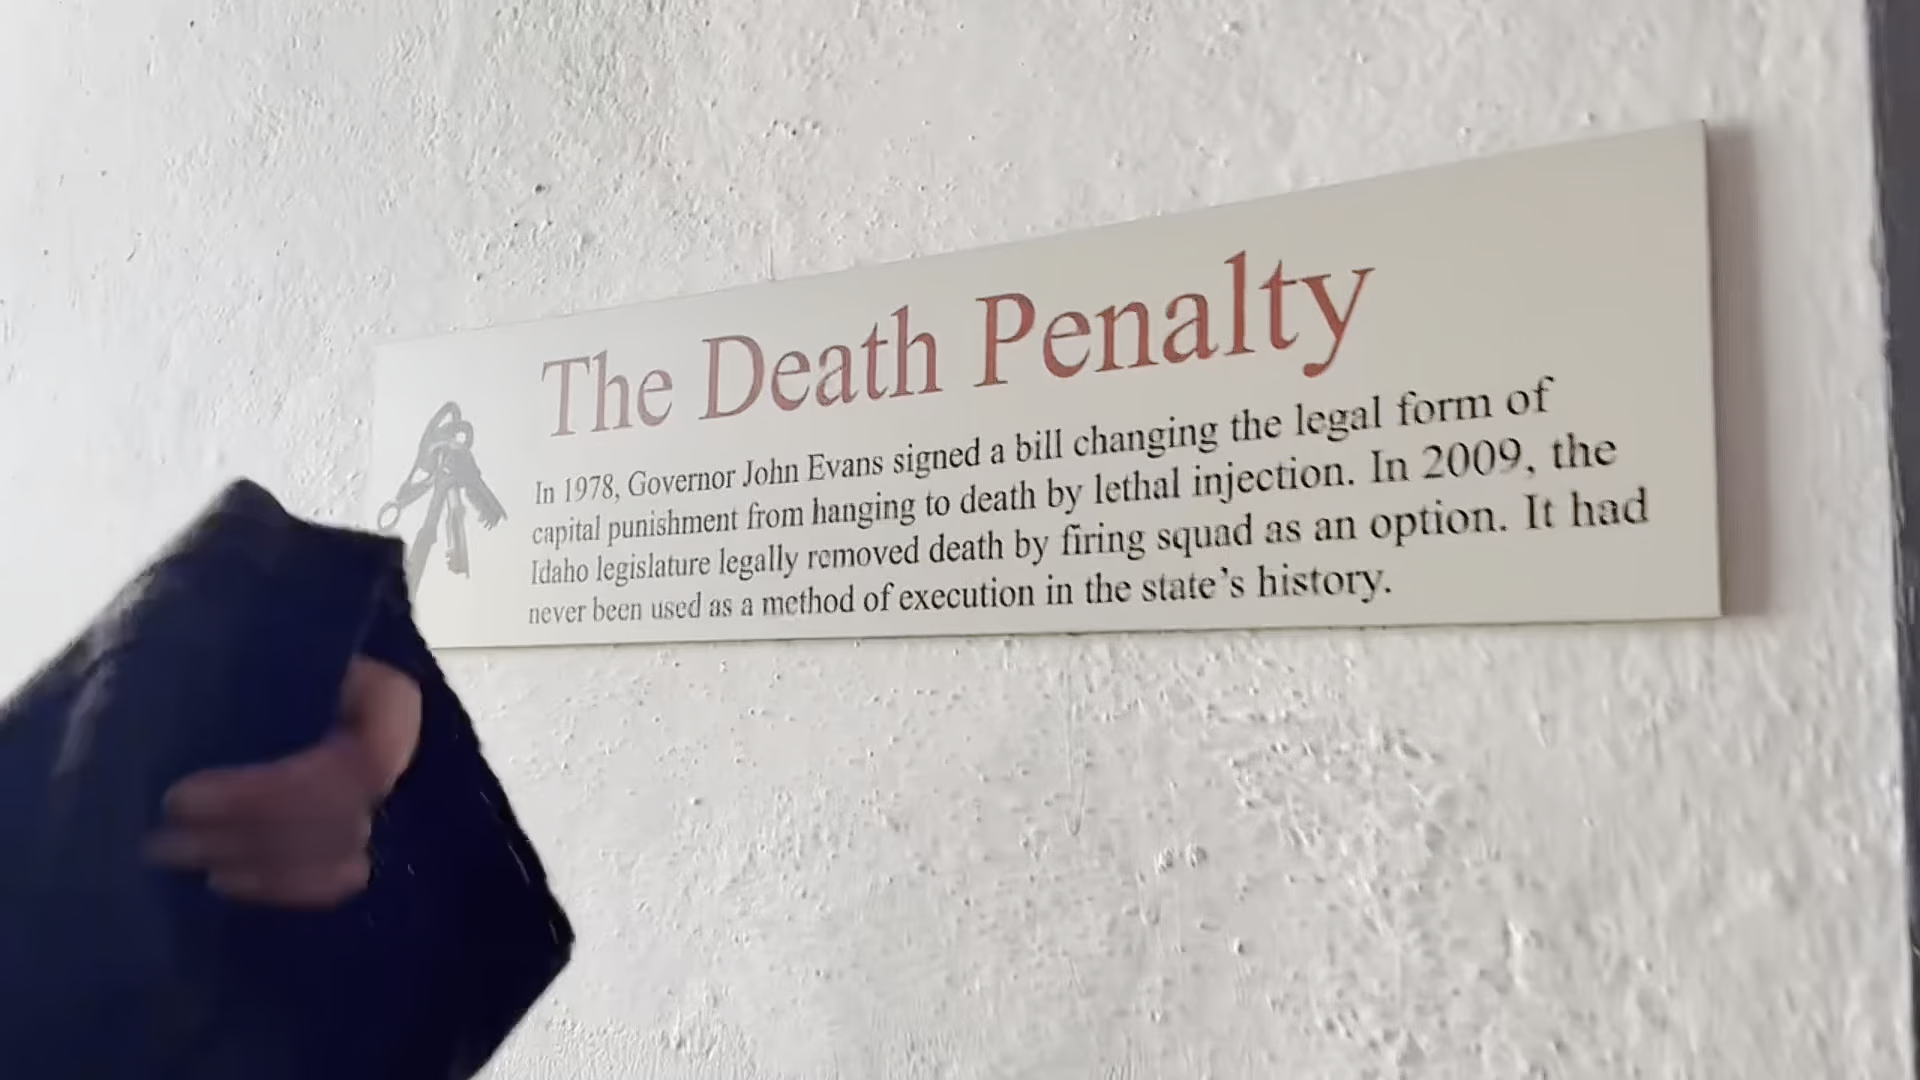 The Death Penalty
In 1978, Governor John Evans signed a bill changing the legal form of
capital punishment from hanging to death by lethal injection. In 2009, the
Idaho legislature legally removed death by firing squad as an option. It had
never been used as a method of execution in the state's history.